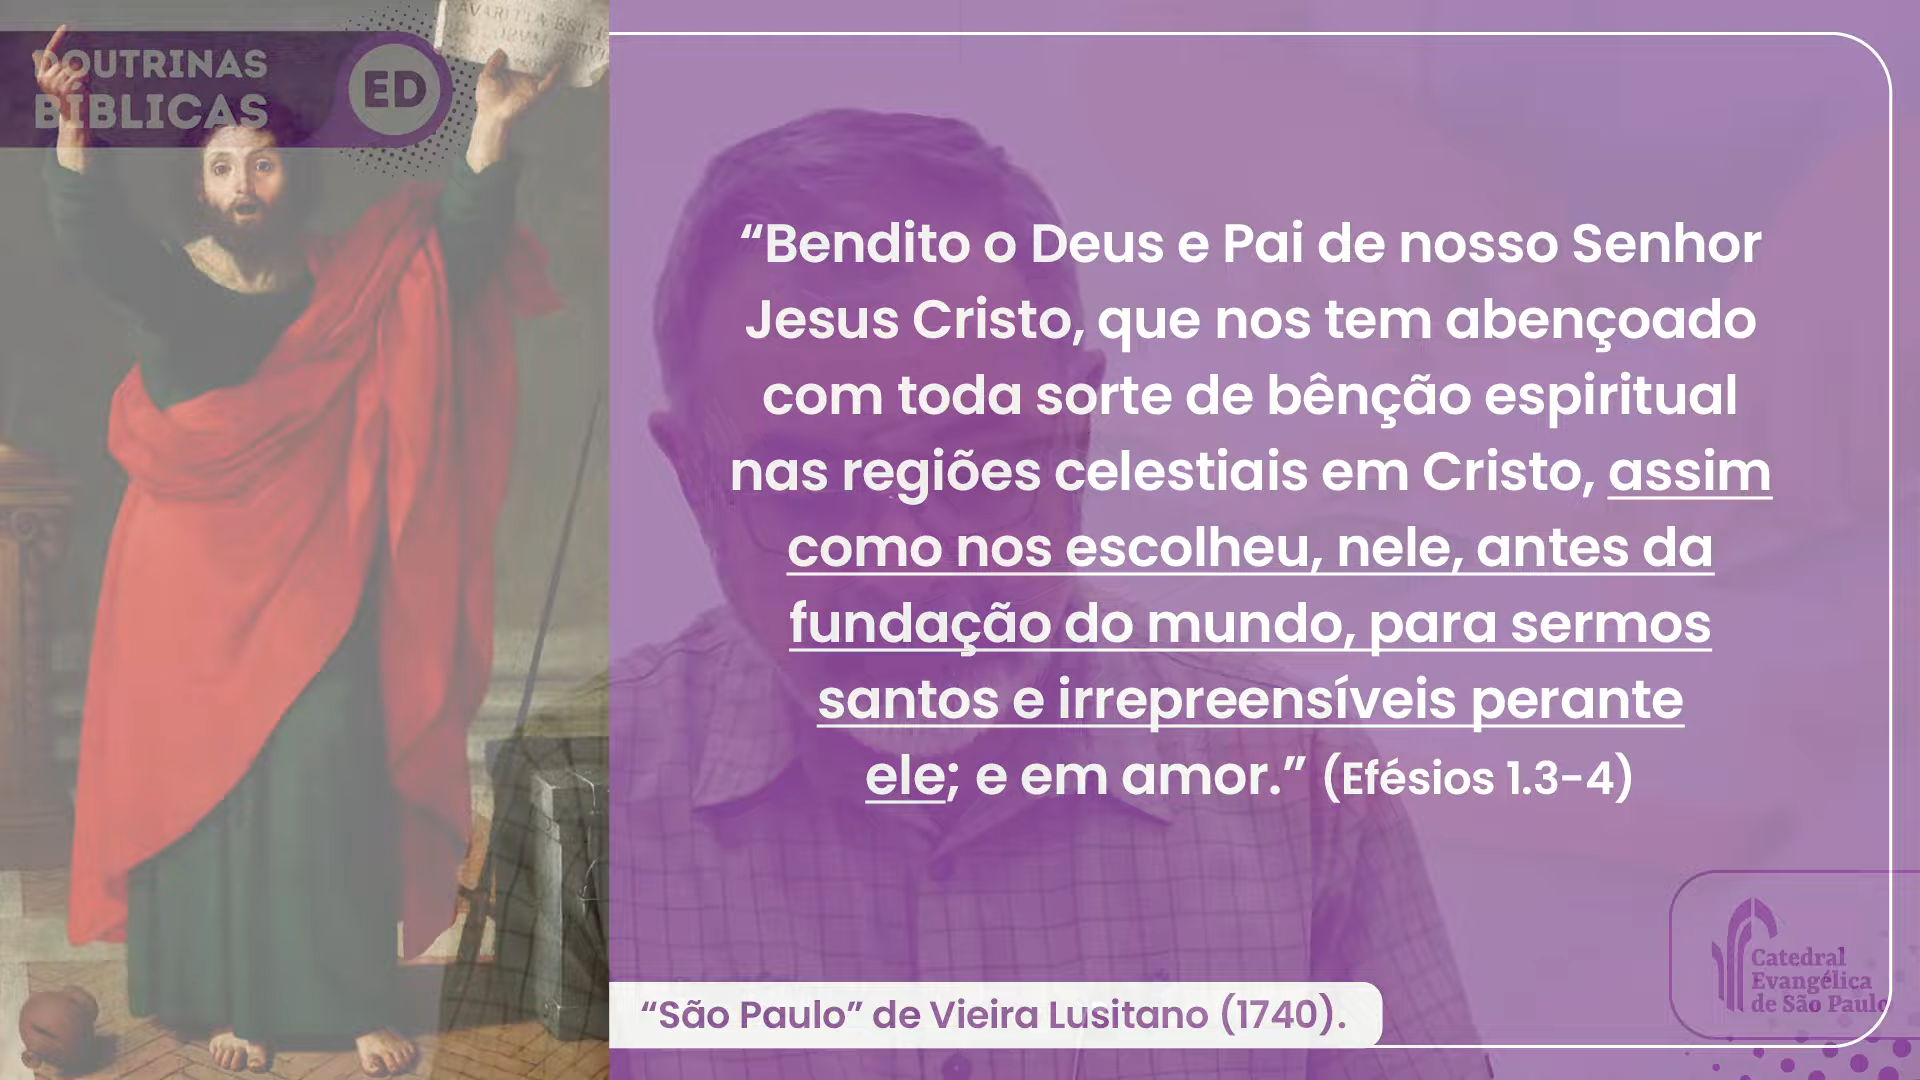 DOUTRINAS
BÍBLICAS
ED
“Bendito o Deus e Pai de nosso Senhor
Jesus Cristo, que nos tem abençoado
com toda sorte de bênção espiritual
nas regiões celestiais em Cristo, assim
como nos escolheu, nele, antes da
fundação do mundo, para sermos
santos e irrepreensíveis perante
ele; e em amor.” (Efésios 1.3-4)
“São Paulo” de Vieira Lusitano (1740).
Catedral
Evangélica
de São Paulo